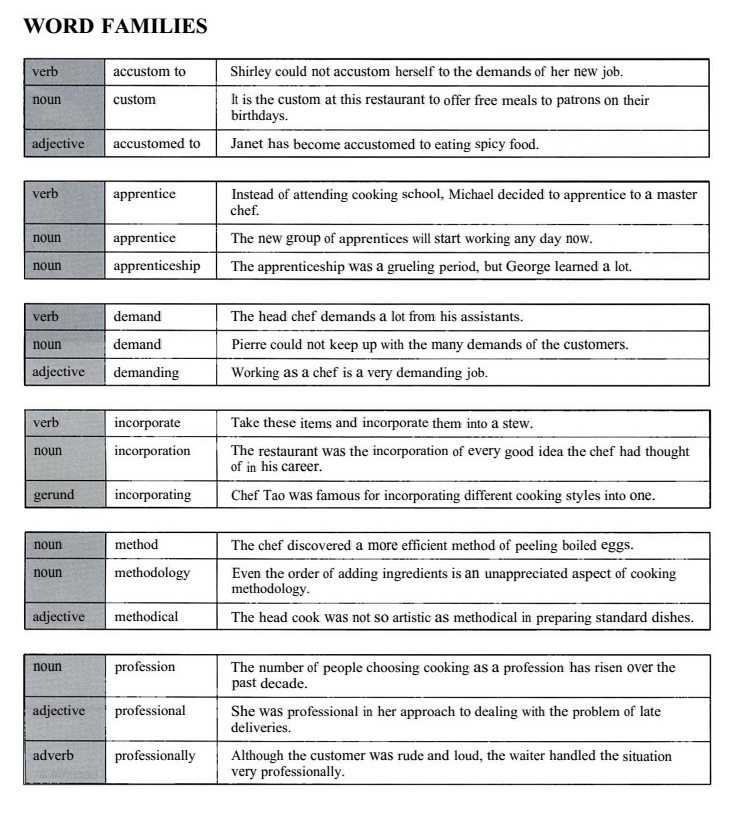 WORD FAMILIES
verb accustom to Shirley could not accustom herself to the demands of her new job.
noun custom It is the custom at this restaurant to offer free meals to patrons on their
birthdays.
adjective accustomed to Janet has become accustomed to eating spicy food.
verb apprentice Instead of attending cooking school, Michael decided to apprentice to a master
chef.
noun apprentice The new group of apprentices will start working any day now.
noun apprenticeship The apprenticeship was a grueling period, but George learned a lot.
verb demand The head chef demands a lot from his assistants.
noun demand Pierre could not keep up with the many demands of the customers.
adjective demanding Working as a chef is a very demanding job.
verb incorporate Take these items and incorporate them into a stew.
noun incorporation The restaurant was the incorporation of every good idea the chef had thought
of in his career.
gerund incorporating Chef Tao was famous for incorporating different cooking styles into one.
noun method The chef discovered a more efficient method of peeling boiled eggs.
noun methodology Even the order of adding ingredients is an unappreciated aspect of cooking
methodology.
adjective methodical The head cook was not so artistic as methodical in preparing standard dishes.
noun profession The number of people choosing cooking as a profession has risen over the
past decade.
adjective professional She was professional in her approach to dealing with the problem of late
deliveries.
adverb professionally Although the customer was rude and loud, the waiter handled the situation
very professionally.